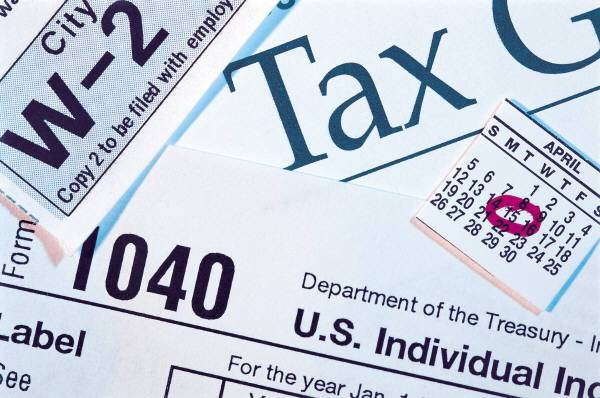 City
W-2
Copy 2 to be filed with employ
Tax G
APRIL
S M T W T F S
1 2 3 4
5 6 7 8 9 10 11
12 13 14 15 16 17 18
19 20 21 22 23 24 25
26 27 28 29 30
Form 1040
Department of the Treasury - I
U.S. Individual In
Label
See
For the year Jan. 1